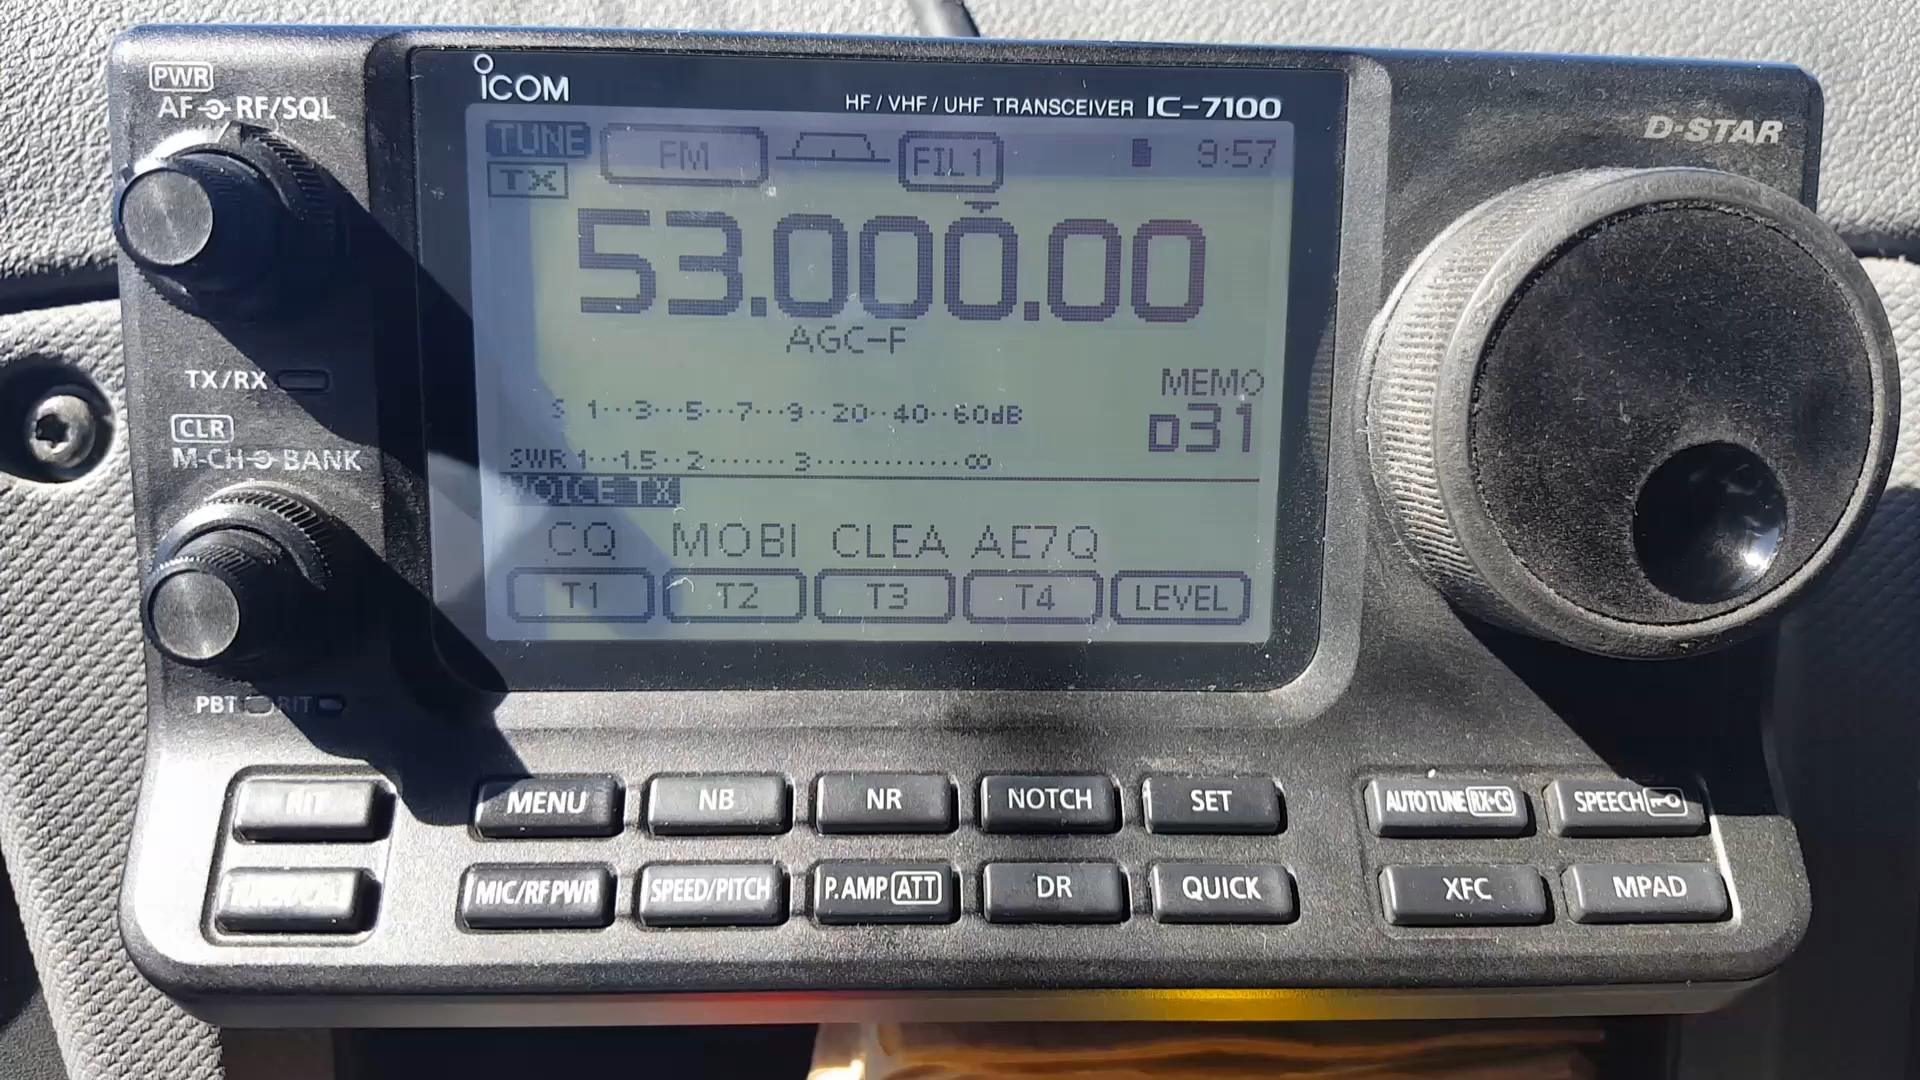 PWR
AF RF/SQL
ICOM
HF/VHF/UHF TRANSCEIVER IC-7100
D-STAR
TUNE FM FIL1 9:57
TX
53.000.00
AGC-F
TX/RX
MEMO
S 1···3···5···7···9··20··40··60dB
031
CLR
M-CH BANK
SWR 1···1.5··2·······3············∞
VOICE TX
CQ MOBI CLEA AE7Q
T1 T2 T3 T4 LEVEL
PBT RIT
RIT MENU NB NR NOTCH SET AUTOTUNE RX→CS SPEECH
MIC/RF PWR SPEED/PITCH P.AMP ATT DR QUICK XFC MPAD